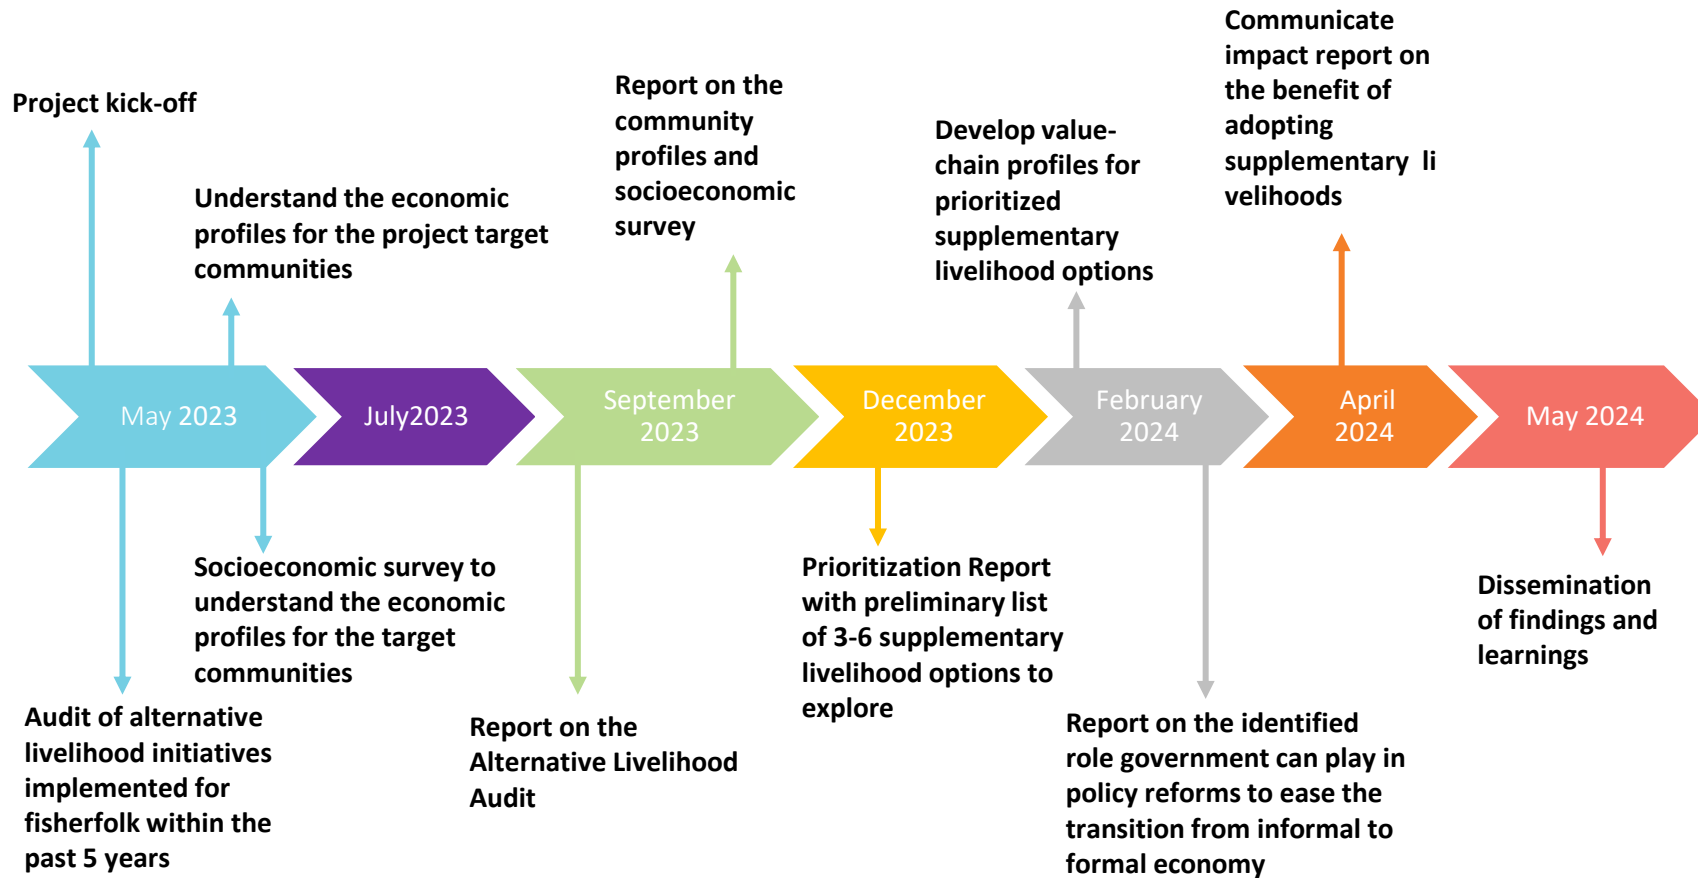 Project kick-off
Understand the economic
profiles for the project target
communities
Report on the
community
profiles and
socioeconomic
survey
Develop value-
chain profiles for
prioritized
supplementary
livelihood options
Communicate
impact report on
the benefit of
adopting
supplementary  li
velihoods
May 2023
July2023
September
2023
December
2023
February
2024
April
2024
May 2024
Audit of alternative
livelihood initiatives
implemented for
fisherfolk within the
past 5 years
Socioeconomic survey to
understand the economic
profiles for the target
communities
Report on the
Alternative Livelihood
Audit
Prioritization Report
with preliminary list
of 3-6 supplementary
livelihood options to
explore
Report on the identified
role government can play in
policy reforms to ease the
transition from informal to
formal economy
Dissemination
of findings and
learnings